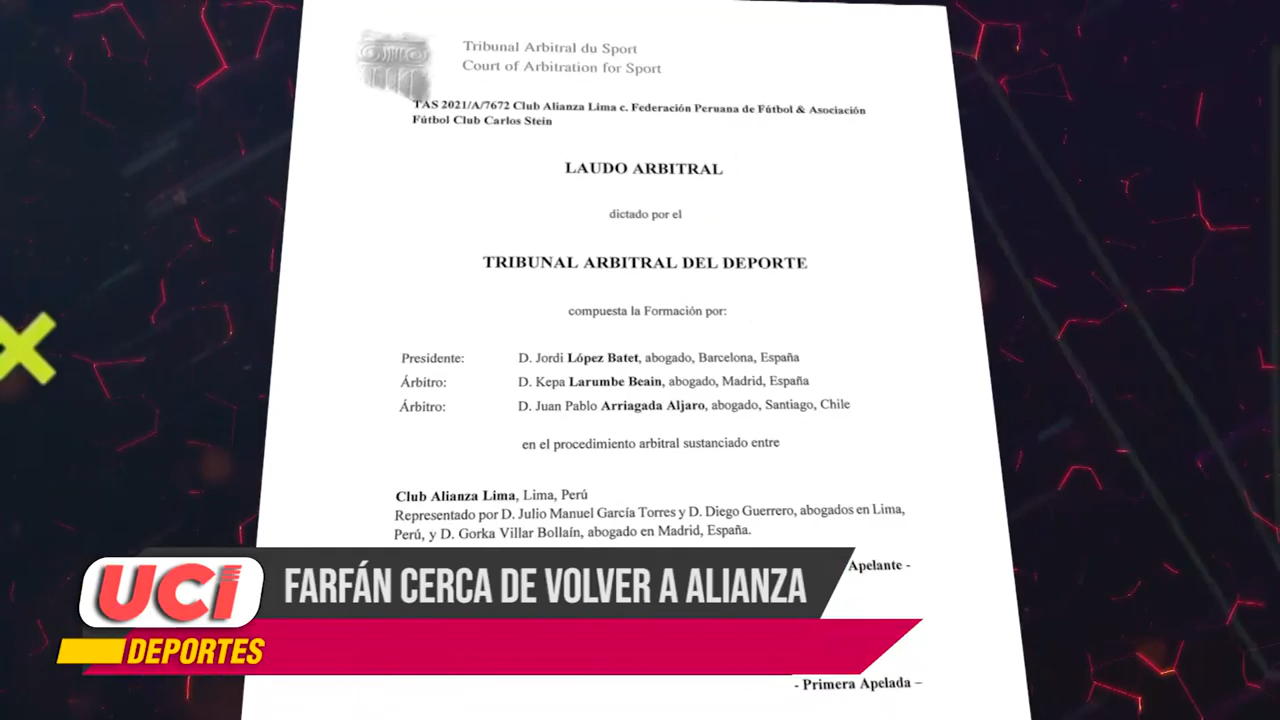 Tribunal Arbitral du Sport
Court of Arbitration for Sport
TAS 2021/A/7672 Club Alianza Lima c. Federación Peruana de Fútbol & Asociación
Fútbol Club Carlos Stein
LAUDO ARBITRAL
dictado por el
TRIBUNAL ARBITRAL DEL DEPORTE
compuesta la Formación por:
Presidente: D. Jordi López Batet, abogado, Barcelona, España
Árbitro: D. Kepa Larumbe Beain, abogado, Madrid, España
Árbitro: D. Juan Pablo Arriagada Aljaro, abogado, Santiago, Chile
en el procedimiento arbitral sustanciado entre
Club Alianza Lima, Lima, Perú
Representado por D. Julio Manuel García Torres y D. Diego Guerrero, abogados en Lima,
Perú, y D. Gorka Villar Bollaín, abogado en Madrid, España.
Apelante -
UCI
DEPORTES
FARFÁN CERCA DE VOLVER A ALIANZA
- Primera Apelada –